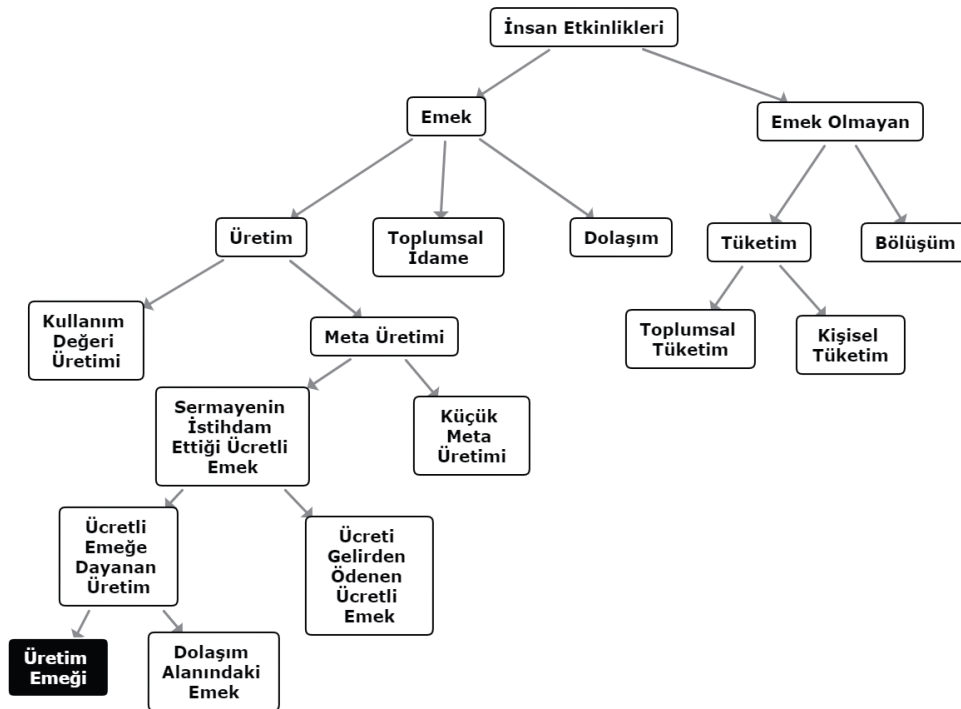 İnsan Etkinlikleri
Emek
Emek Olmayan
Üretim
Toplumsal
İdame
Dolaşım
Tüketim
Bölüşüm
Kullanım
Değeri
Üretimi
Meta Üretimi
Toplumsal
Tüketim
Kişisel
Tüketim
Sermayenin
İstihdam
Ettiği Ücretli
Emek
Küçük
Meta
Üretimi
Ücretli
Emeğe
Dayanan
Üretim
Ücreti
Gelirden
Ödenen
Ücretli
Emek
Üretim
Emeği
Dolaşım
Alanındaki
Emek